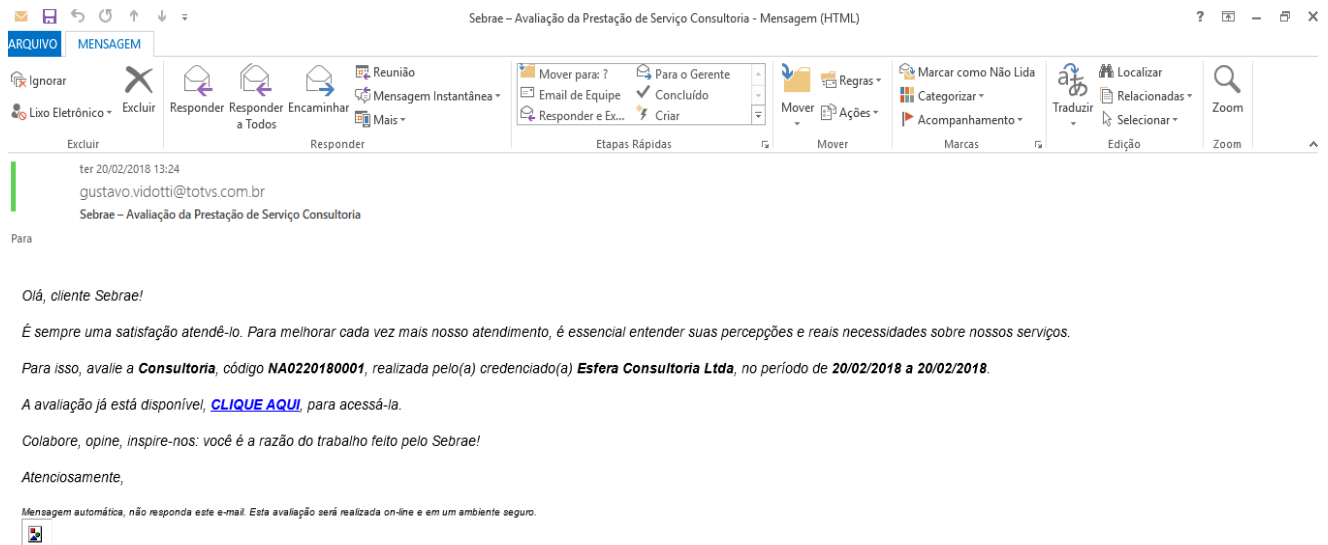 Sebrae – Avaliação da Prestação de Serviço Consultoria - Mensagem (HTML)
ARQUIVO MENSAGEM
Ignorar
Lixo Eletrônico
Excluir
Responder
Responder a Todos
Encaminhar
Reunião
Mensagem Instantânea
Mais
Mover para: ?
Email de Equipe
Responder e Ex...
Para o Gerente
Concluído
Criar
Mover
Regras
Ações
Marcar como Não Lida
Categorizar
Acompanhamento
Traduzir
Localizar
Relacionadas
Selecionar
Zoom
Excluir Responder Etapas Rápidas Mover Marcas Edição Zoom
ter 20/02/2018 13:24
gustavo.vidotti@totvs.com.br
Sebrae – Avaliação da Prestação de Serviço Consultoria
Para
Olá, cliente Sebrae!
É sempre uma satisfação atendê-lo. Para melhorar cada vez mais nosso atendimento, é essencial entender suas percepções e reais necessidades sobre nossos serviços.
Para isso, avalie a Consultoria, código NA0220180001, realizada pelo(a) credenciado(a) Esfera Consultoria Ltda, no período de 20/02/2018 a 20/02/2018.
A avaliação já está disponível, CLIQUE AQUI, para acessá-la.
Colabore, opine, inspire-nos: você é a razão do trabalho feito pelo Sebrae!
Atenciosamente,
Mensagem automática, não responda este e-mail. Esta avaliação será realizada on-line e em um ambiente seguro.